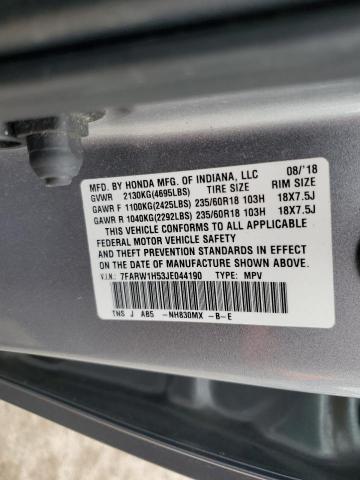 MFD. BY HONDA MFG. OF INDIANA, LLC 08/'18
GVWR 2130KG(4695LBS) TIRE SIZE RIM SIZE
GAWR F 1100KG(2425LBS) 235/60R18 103H 18X7.5J
GAWR R 1040KG(2292LBS) 235/60R18 103H 18X7.5J
THIS VEHICLE CONFORMS TO ALL APPLICABLE
FEDERAL MOTOR VEHICLE SAFETY
AND THEFT PREVENTION STANDARDS IN EFFECT ON
THE DATE OF MANUFACTURE SHOWN ABOVE.
V.I.N.: 7FARW1H53JE044190 TYPE: MPV
TNS J AB5 -NH830MX -B-E